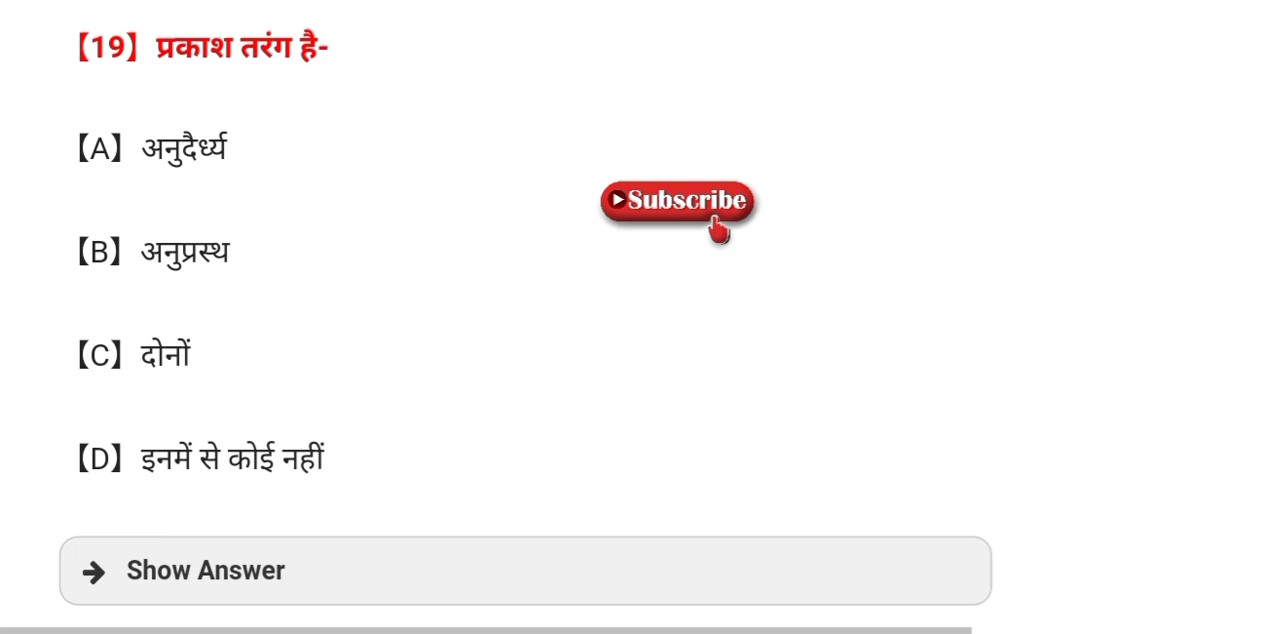 【19】 प्रकाश तरंग है-
【A】 अनुदैर्ध्य
Subscribe
【B】 अनुप्रस्थ
【C】 दोनों
【D】 इनमें से कोई नहीं
→ Show Answer